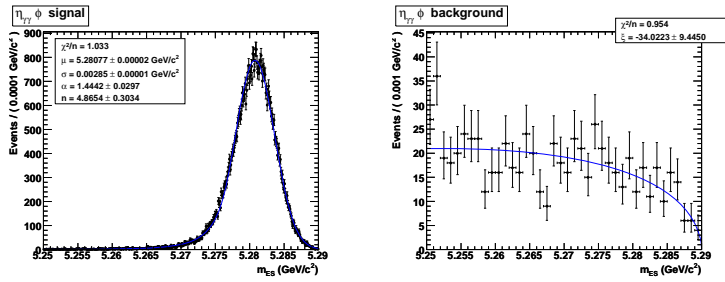 η_γγ φ signal
χ²/n = 1.033
μ = 5.28077 ± 0.00002 GeV/c²
σ = 0.00285 ± 0.00001 GeV/c²
α = 1.4442 ± 0.0297
n = 4.8654 ± 0.3034
Events / ( 0.0001 GeV/c² )
900
800
700
600
500
400
300
200
100
0
5.25 5.255 5.26 5.265 5.27 5.275 5.28 5.285 5.29
m_ES (GeV/c²)
η_γγ φ background
χ²/n = 0.954
ξ = -34.0223 ± 9.4450
Events / ( 0.001 GeV/c² )
45
40
35
30
25
20
15
10
5
0
5.25 5.255 5.26 5.265 5.27 5.275 5.28 5.285 5.29
m_ES (GeV/c²)